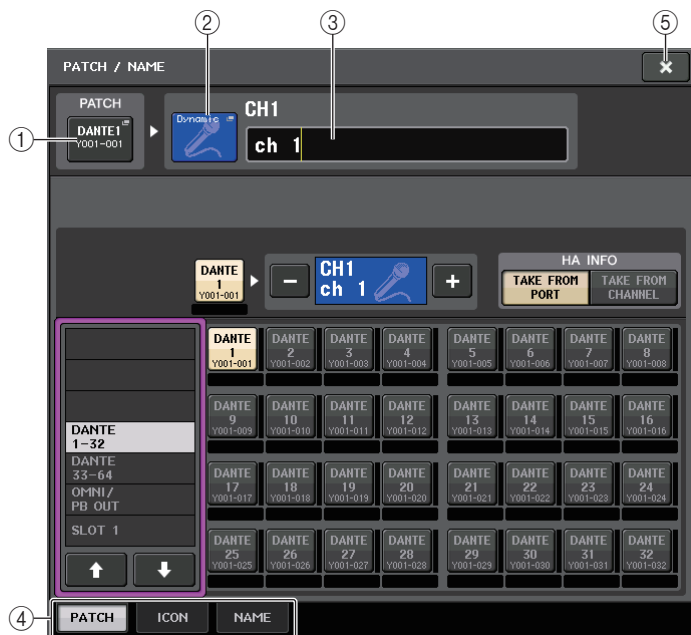 ② ③ ⑤
PATCH / NAME
①
PATCH
DANTE1
Y001-001
Dynamic
CH1
ch 1
DANTE
1
Y001-001
CH1
ch 1
HA INFO
TAKE FROM PORT
TAKE FROM CHANNEL
DANTE 1-32
DANTE 33-64
OMNI/ PB OUT
SLOT 1
DANTE DANTE DANTE DANTE DANTE DANTE DANTE DANTE
1 2 3 4 5 6 7 8
Y001-001 Y001-002 Y001-003 Y001-004 Y001-005 Y001-006 Y001-007 Y001-008
DANTE DANTE DANTE DANTE DANTE DANTE DANTE DANTE
9 10 11 12 13 14 15 16
Y001-009 Y001-010 Y001-011 Y001-012 Y001-013 Y001-014 Y001-015 Y001-016
DANTE DANTE DANTE DANTE DANTE DANTE DANTE DANTE
17 18 19 20 21 22 23 24
Y001-017 Y001-018 Y001-019 Y001-020 Y001-021 Y001-022 Y001-023 Y001-024
DANTE DANTE DANTE DANTE DANTE DANTE DANTE DANTE
25 26 27 28 29 30 31 32
Y001-025 Y001-026 Y001-027 Y001-028 Y001-029 Y001-030 Y001-031 Y001-032
④
PATCH ICON NAME